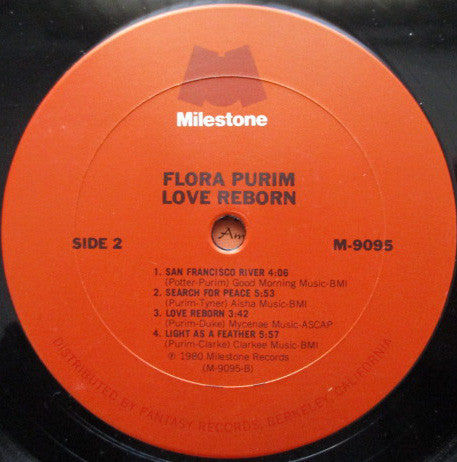 Milestone
FLORA PURIM
LOVE REBORN
Am
SIDE 2
M-9095
1. SAN FRANCISCO RIVER 4:06
(Potter-Purim) Good Morning Music-BMI
2. SEARCH FOR PEACE 5:53
(Purim-Tyner) Aisha Music-BMI
3. LOVE REBORN 3:42
(Purim-Duke) Mycenae Music-ASCAP
4. LIGHT AS A FEATHER 5:57
(Purim-Clarke) Clarkee Music-BMI
℗ 1980 Milestone Records
(M-9095-B)
DISTRIBUTED BY FANTASY RECORDS, BERKELEY, CALIFORNIA